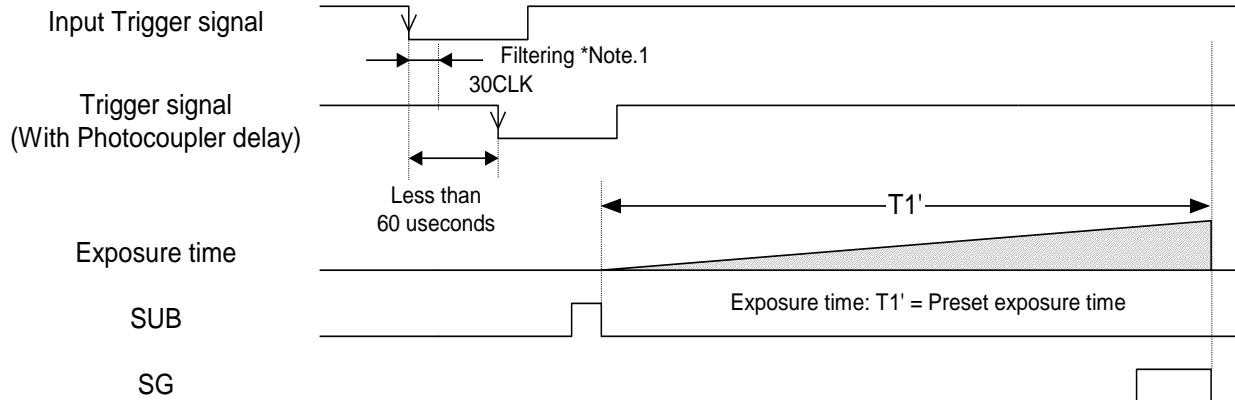 Input Trigger signal
Filtering *Note.1
30CLK
Trigger signal
(With Photocoupler delay)
Less than
60 useconds
T1'
Exposure time
Exposure time: T1' = Preset exposure time
SUB
SG